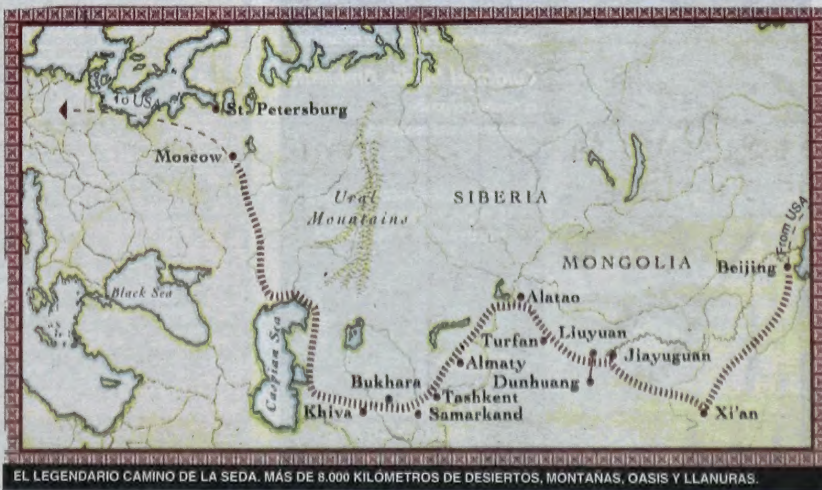 To USA
St. Petersburg
Moscow
Ural
Mountains
SIBERIA
From USA
MONGOLIA
Beijing
Black Sea
Alatao
Caspian Sea
Turfan
Liuyuan
Jiayuguan
Almaty
Dunhuang
Bukhara
Tashkent
Khiva
Samarkand
Xi'an
EL LEGENDARIO CAMINO DE LA SEDA. MÁS DE 8.000 KILÓMETROS DE DESIERTOS, MONTAÑAS, OASIS Y LLANURAS.